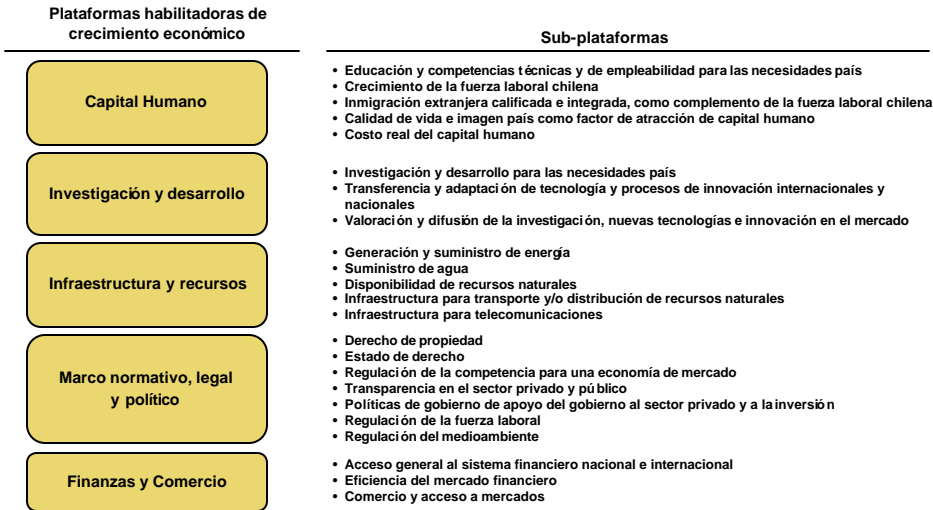 Plataformas habilitadoras de
crecimiento económico
Sub-plataformas
Capital Humano
• Educación y competencias técnicas y de empleabilidad para las necesidades país
• Crecimiento de la fuerza laboral chilena
• Inmigración extranjera calificada e integrada, como complemento de la fuerza laboral chilena
• Calidad de vida e imagen país como factor de atracción de capital humano
• Costo real del capital humano
Investigación y desarrollo
• Investigación y desarrollo para las necesidades país
• Transferencia y adaptación de tecnología y procesos de innovación internacionales y
nacionales
• Valoración y difusión de la investigación, nuevas tecnologías e innovación en el mercado
Infraestructura y recursos
• Generación y suministro de energía
• Suministro de agua
• Disponibilidad de recursos naturales
• Infraestructura para transporte y/o distribución de recursos naturales
• Infraestructura para telecomunicaciones
Marco normativo, legal
y político
• Derecho de propiedad
• Estado de derecho
• Regulación de la competencia para una economía de mercado
• Transparencia en el sector privado y público
• Políticas de gobierno de apoyo del gobierno al sector privado y a la inversión
• Regulación de la fuerza laboral
• Regulación del medioambiente
Finanzas y Comercio
• Acceso general al sistema financiero nacional e internacional
• Eficiencia del mercado financiero
• Comercio y acceso a mercados